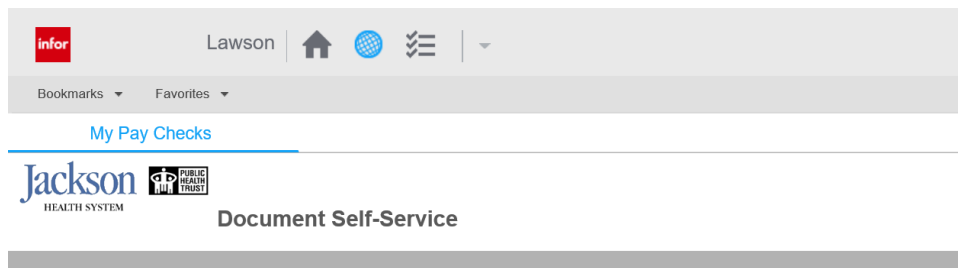 infor
Lawson
Bookmarks Favorites
My Pay Checks
Jackson
HEALTH SYSTEM
PUBLIC
HEALTH
TRUST
Document Self-Service